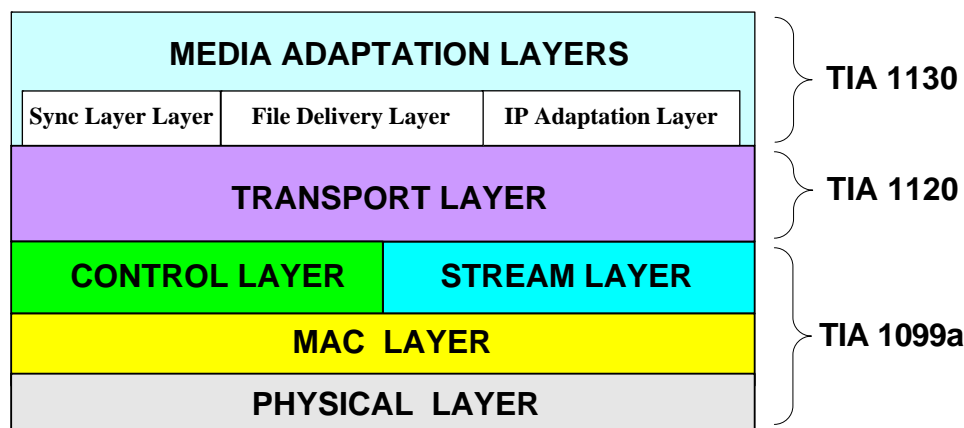 MEDIA ADAPTATION LAYERS
TIA 1130
Sync Layer Layer
File Delivery Layer
IP Adaptation Layer
TRANSPORT LAYER
TIA 1120
CONTROL LAYER
STREAM LAYER
MAC LAYER
TIA 1099a
PHYSICAL LAYER